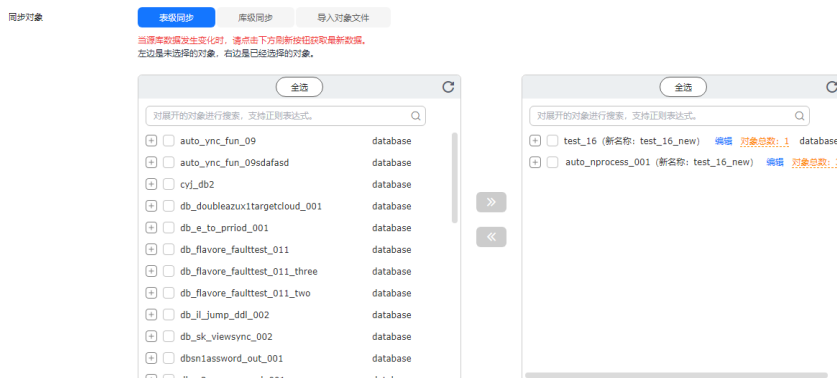 同步对象
表级同步 库级同步 导入对象文件
当源库数据发生变化时，请点击下方刷新按钮获取最新数据。
左边是未选择的对象，右边是已经选择的对象。
全选
对展开的对象进行搜索，支持正则表达式。
auto_ync_fun_09 database
auto_ync_fun_09sdafasd database
cyj_db2 database
db_doubleazux1targetcloud_001 database
db_e_to_prriod_001 database
db_flavore_faulttest_011 database
db_flavore_faulttest_011_three database
db_flavore_faulttest_011_two database
db_il_jump_ddl_002 database
db_sk_viewsync_002 database
dbsn1assword_out_001 database
全选
对展开的对象进行搜索，支持正则表达式。
test_16（新名称：test_16_new） 编辑 对象总数：1 database
auto_nprocess_001（新名称：test_16_new） 编辑 对象总数：